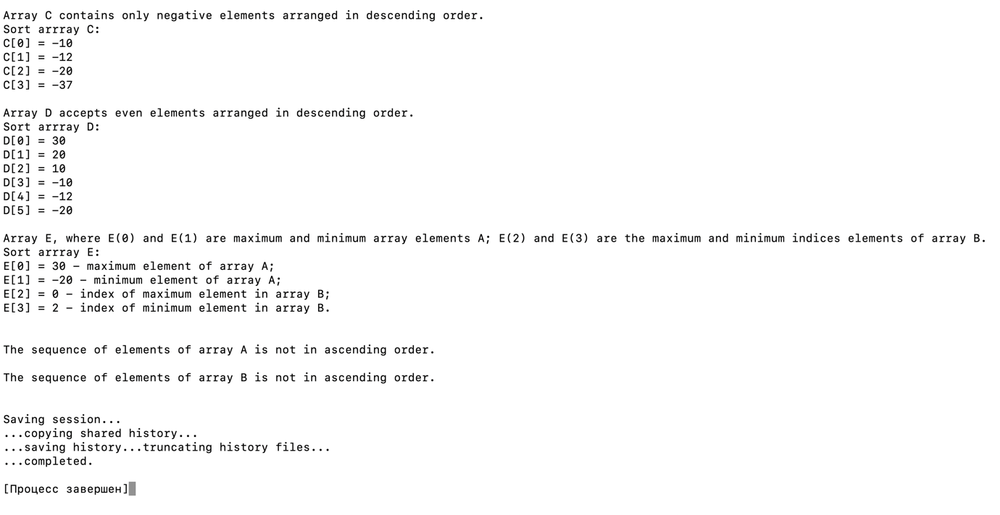 Array C contains only negative elements arranged in descending order.
Sort arrray C:
C[0] = -10
C[1] = -12
C[2] = -20
C[3] = -37
Array D accepts even elements arranged in descending order.
Sort arrray D:
D[0] = 30
D[1] = 20
D[2] = 10
D[3] = -10
D[4] = -12
D[5] = -20
Array E, where E(0) and E(1) are maximum and minimum array elements A; E(2) and E(3) are the maximum and minimum indices elements of array B.
Sort arrray E:
E[0] = 30 – maximum element of array A;
E[1] = -20 – minimum element of array A;
E[2] = 0 – index of maximum element in array B;
E[3] = 2 – index of minimum element in array B.
The sequence of elements of array A is not in ascending order.
The sequence of elements of array B is not in ascending order.
Saving session...
...copying shared history...
...saving history...truncating history files...
...completed.
[Процесс завершен]